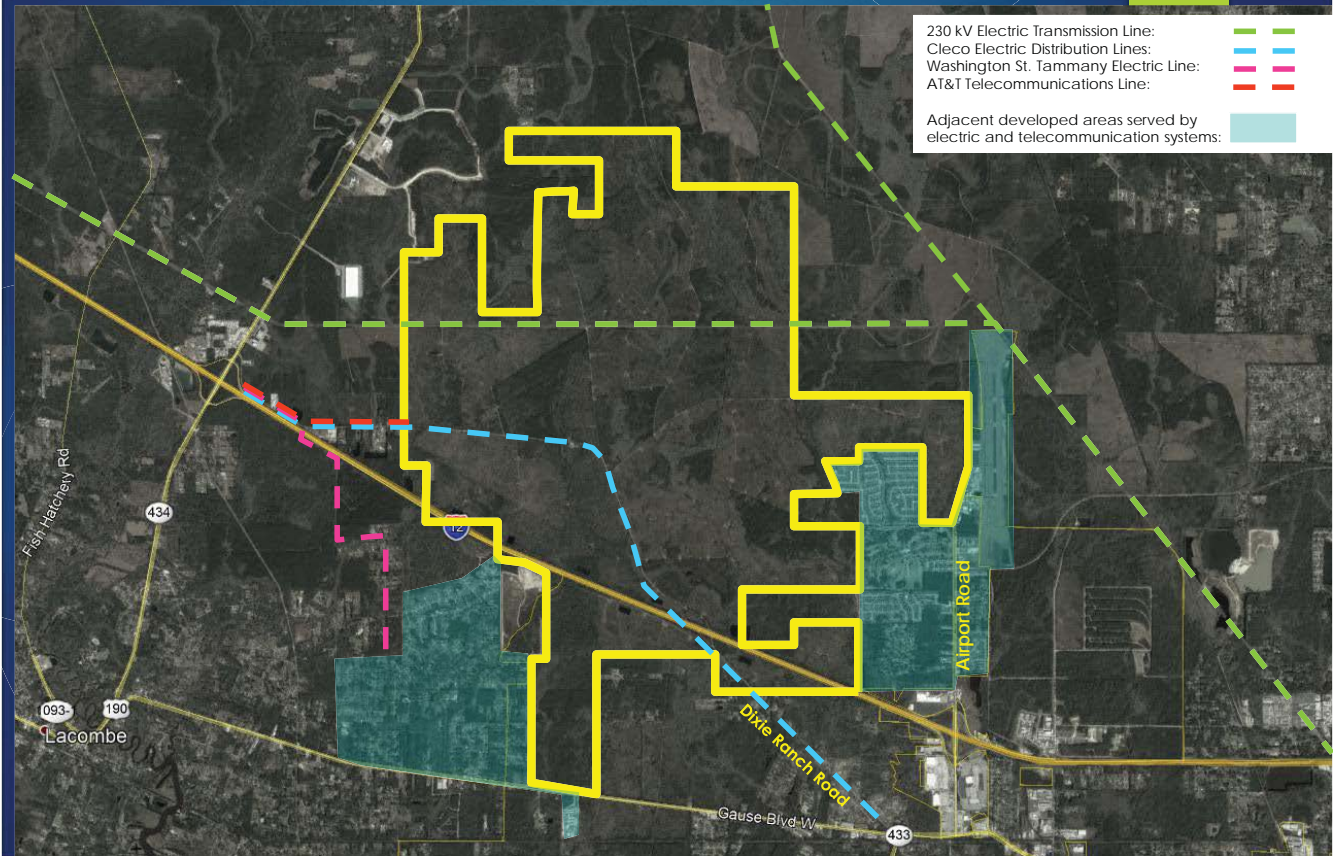 230 kV Electric Transmission Line:
Cleco Electric Distribution Lines:
Washington St. Tammany Electric Line:
AT&T Telecommunications Line:
Adjacent developed areas served by
electric and telecommunication systems:
Fish Hatchery Rd
434
12
Airport Road
093-
190
Lacombe
Dixie Ranch Road
Gause Blvd W
433